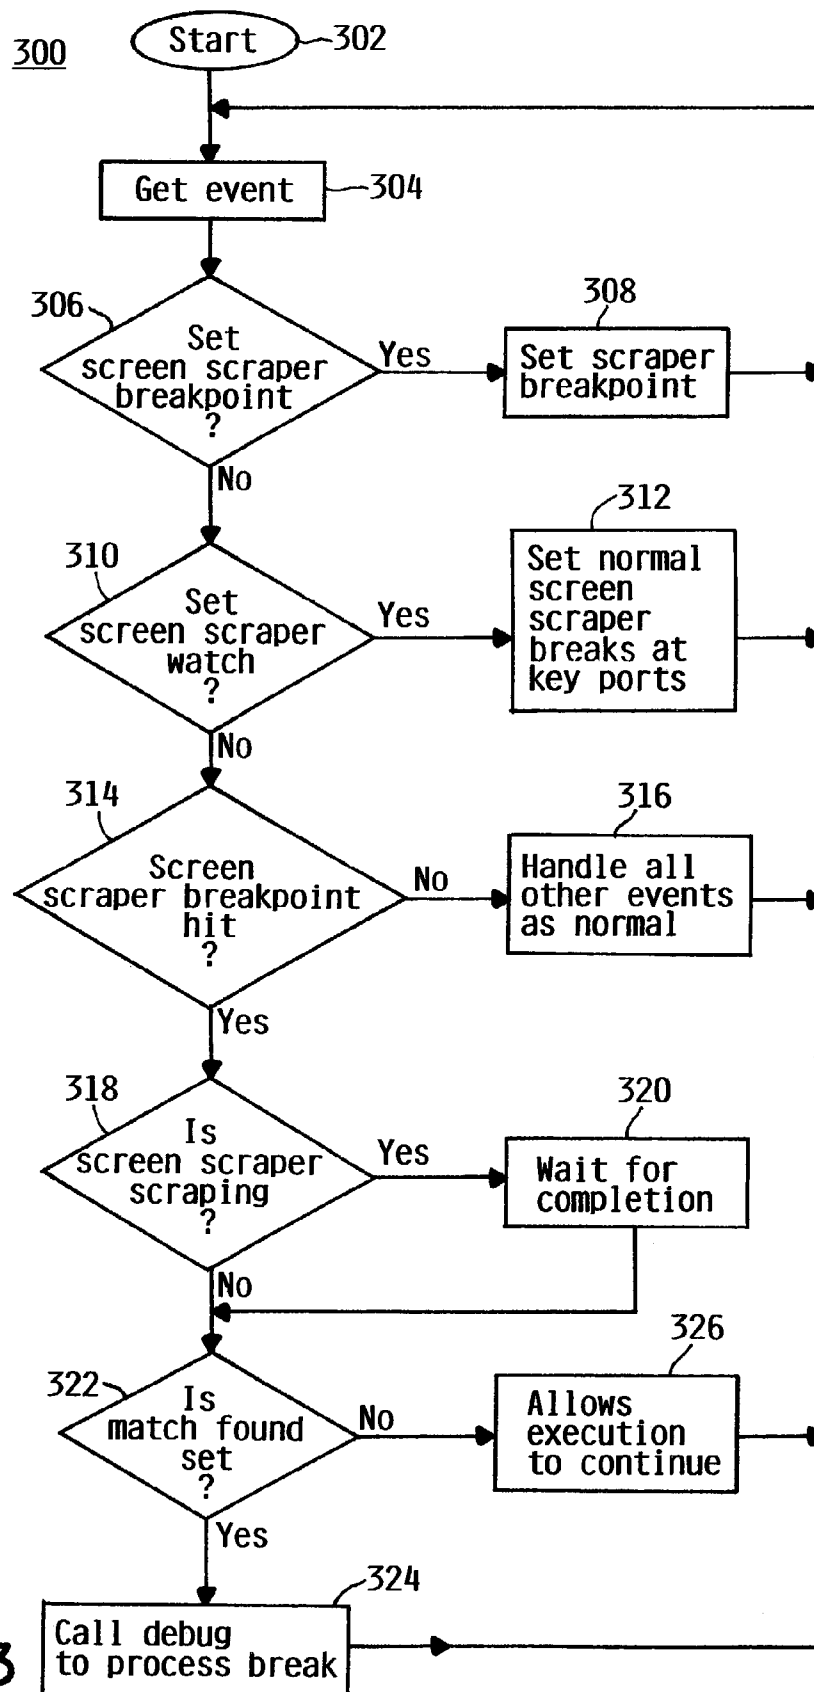 300
Start
302
Get event
304
306
Set
screen scraper
breakpoint
?
Yes
308
Set scraper
breakpoint
No
310
Set
screen scraper
watch
?
Yes
312
Set normal
screen
scraper
breaks at
key ports
No
314
Screen
scraper breakpoint
hit
?
No
316
Handle all
other events
as normal
Yes
318
Is
screen scraper
scraping
?
Yes
320
Wait for
completion
No
322
Is
match found
set
?
No
326
Allows
execution
to continue
Yes
324
Call debug
to process break
3